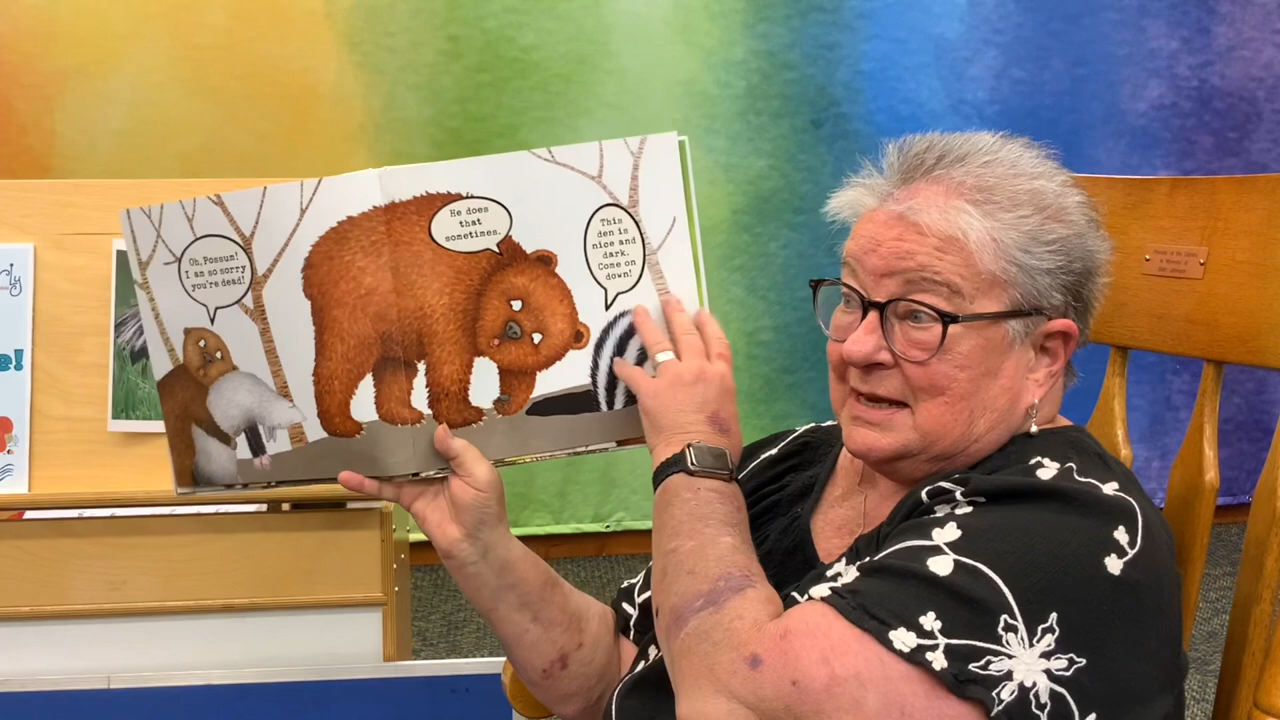 Oh, Possum!
I am so sorry
you're dead!
He does
that
sometimes.
This
den is
nice and
dark.
Come on
down!
ly
e!